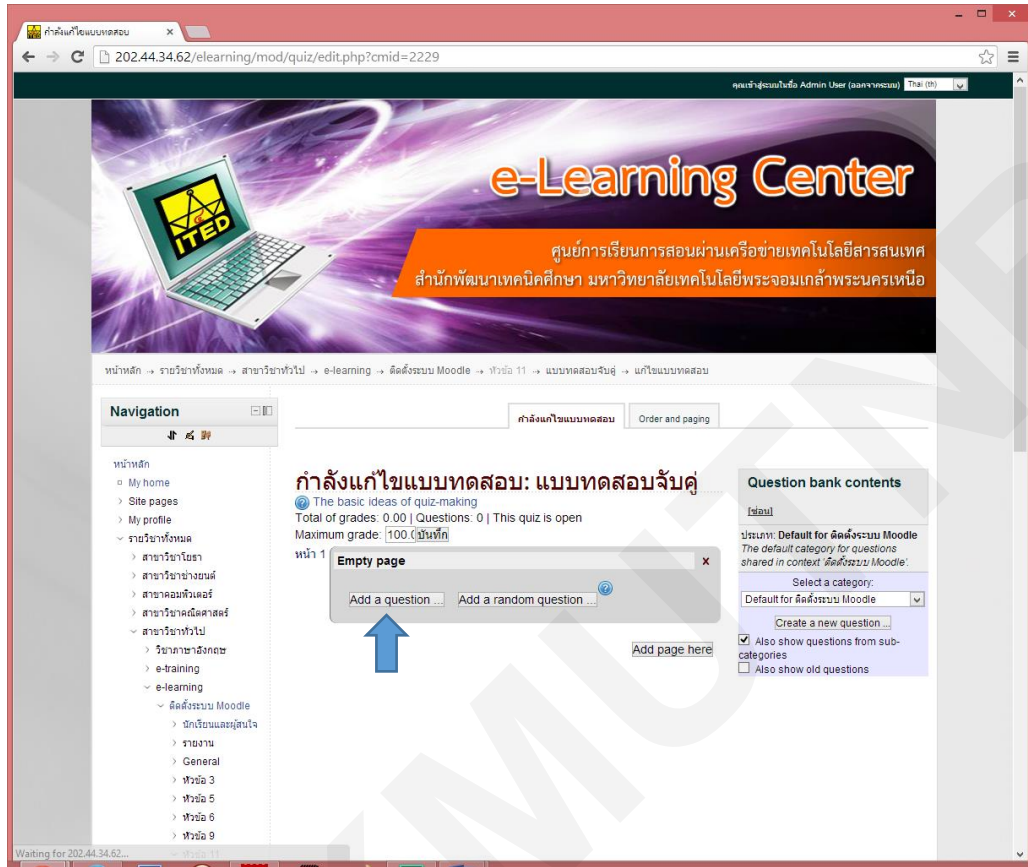 กำลังแก้ไขแบบทดสอบ
202.44.34.62/elearning/mod/quiz/edit.php?cmid=2229
คุณเข้าสู่ระบบในชื่อ Admin User (ออกจากระบบ) Thai (th)
e-Learning Center
ITED
ศูนย์การเรียนการสอนผ่านเครือข่ายเทคโนโลยีสารสนเทศ
สำนักพัฒนาเทคนิคศึกษา มหาวิทยาลัยเทคโนโลยีพระจอมเกล้าพระนครเหนือ
หน้าหลัก → รายวิชาทั้งหมด → สาขาวิชาทั่วไป → e-learning → ติดตั้งระบบ Moodle → หัวข้อ 11 → แบบทดสอบจับคู่ → แก้ไขแบบทดสอบ
Navigation
หน้าหลัก
My home
Site pages
My profile
รายวิชาทั้งหมด
สาขาวิชาโยธา
สาขาวิชาช่างยนต์
สาขาคอมพิวเตอร์
สาขาวิชาคณิตศาสตร์
สาขาวิชาทั่วไป
วิชาภาษาอังกฤษ
e-training
e-learning
ติดตั้งระบบ Moodle
นักเรียนและผู้สนใจ
รายงาน
General
หัวข้อ 3
หัวข้อ 5
หัวข้อ 6
หัวข้อ 9
หัวข้อ 11
กำลังแก้ไขแบบทดสอบ Order and paging
กำลังแก้ไขแบบทดสอบ: แบบทดสอบจับคู่
The basic ideas of quiz-making
Total of grades: 0.00 | Questions: 0 | This quiz is open
Maximum grade: 100.0 บันทึก
หน้า 1 Empty page x
Add a question ... Add a random question ...
Add page here
Question bank contents
[ซ่อน]
ประเภท: Default for ติดตั้งระบบ Moodle
The default category for questions
shared in context 'ติดตั้งระบบ Moodle'.
Select a category:
Default for ติดตั้งระบบ Moodle
Create a new question ...
Also show questions from sub-
categories
Also show old questions
Waiting for 202.44.34.62...
KMUTNB